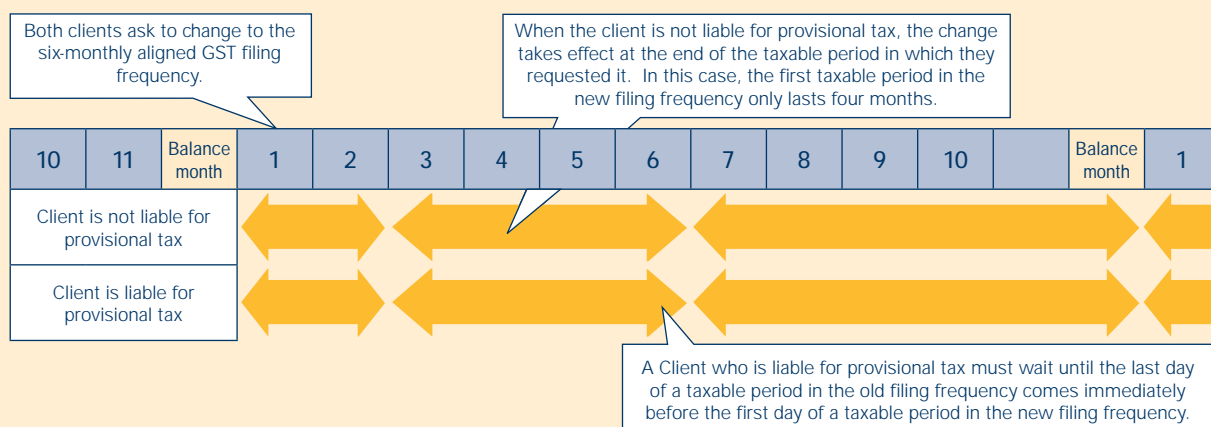 Both clients ask to change to the
six-monthly aligned GST filing
frequency.
When the client is not liable for provisional tax, the change
takes effect at the end of the taxable period in which they
requested it. In this case, the first taxable period in the
new filing frequency only lasts four months.
10 11 Balance month 1 2 3 4 5 6 7 8 9 10 Balance month 1
Client is not liable for
provisional tax
Client is liable for
provisional tax
A Client who is liable for provisional tax must wait until the last day
of a taxable period in the old filing frequency comes immediately
before the first day of a taxable period in the new filing frequency.